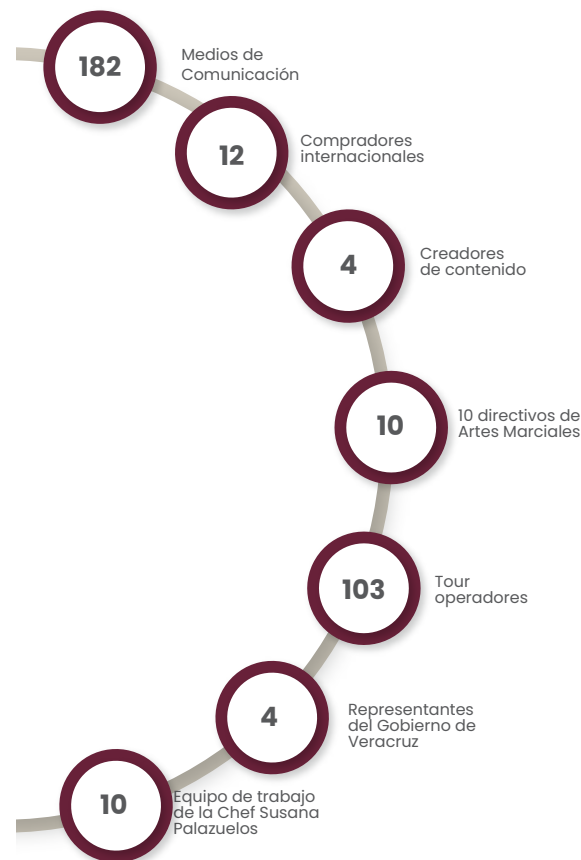 182
Medios de
Comunicación
12
Compradores
internacionales
4
Creadores
de contenido
10
10 directivos de
Artes Marciales
103
Tour
operadores
4
Representantes
del Gobierno de
Veracruz
10
Equipo de trabajo
de la Chef Susana
Palazuelos